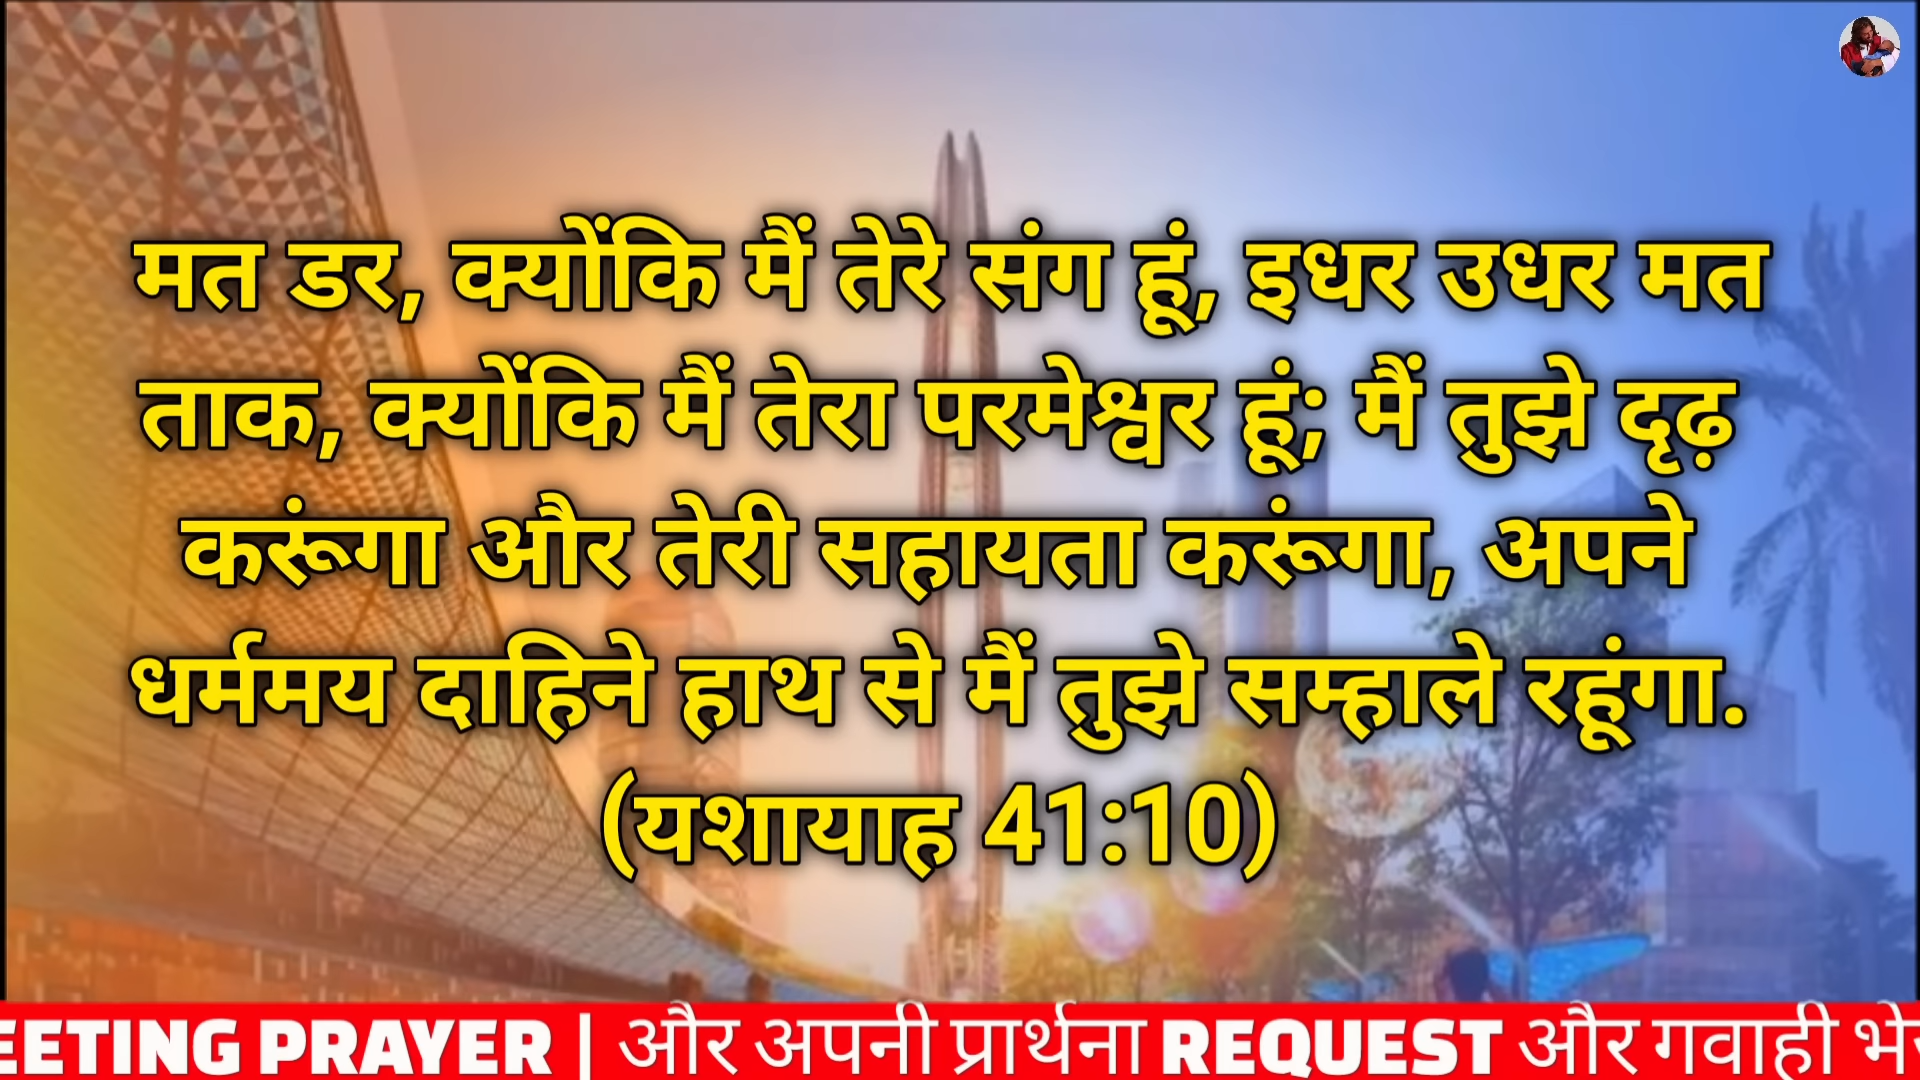 मत डर, क्योंकि मैं तेरे संग हूं, इधर उधर मत
ताक, क्योंकि मैं तेरा परमेश्वर हूं; मैं तुझे दृढ़
करूंगा और तेरी सहायता करूंगा, अपने
धर्ममय दाहिने हाथ से मैं तुझे सम्हाले रहूंगा.
(यशायाह 41:10)
PRAYER | और अपनी प्रार्थना REQUEST और गवाही